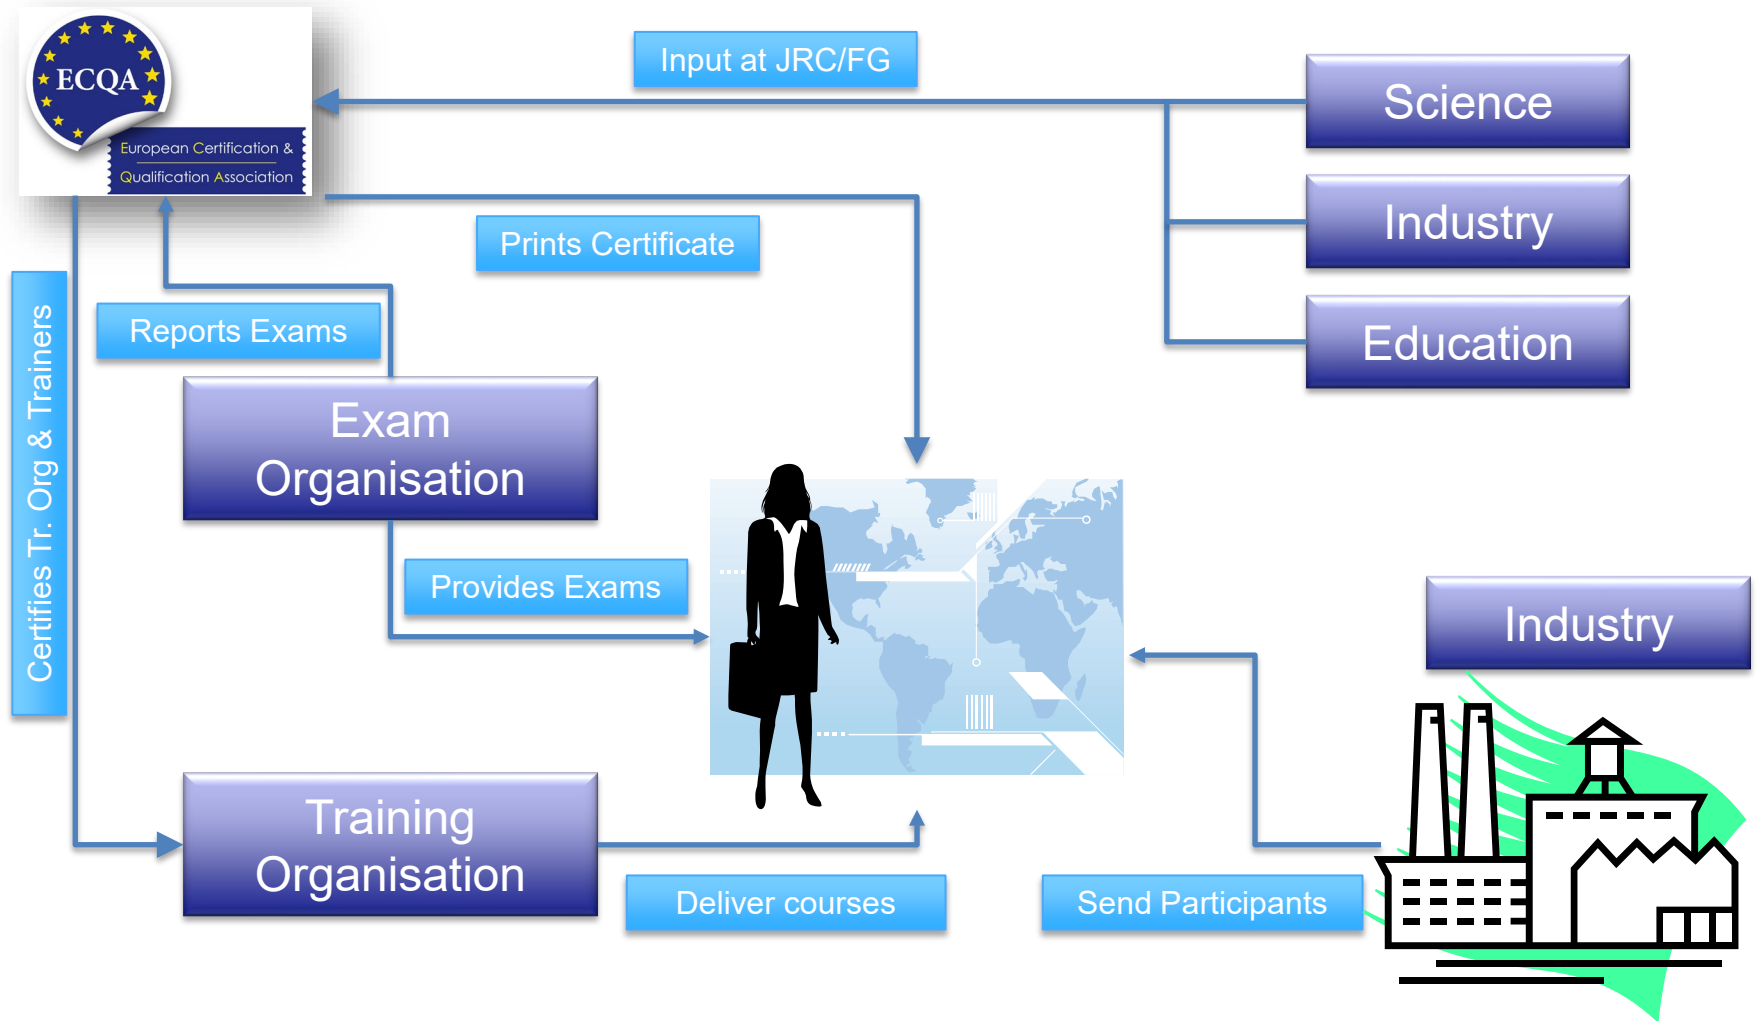 ECQA
European Certification &
Qualification Association
Input at JRC/FG
Science
Industry
Education
Prints Certificate
Reports Exams
Certifies Tr. Org & Trainers
Exam
Organisation
Provides Exams
Industry
Training
Organisation
Deliver courses
Send Participants